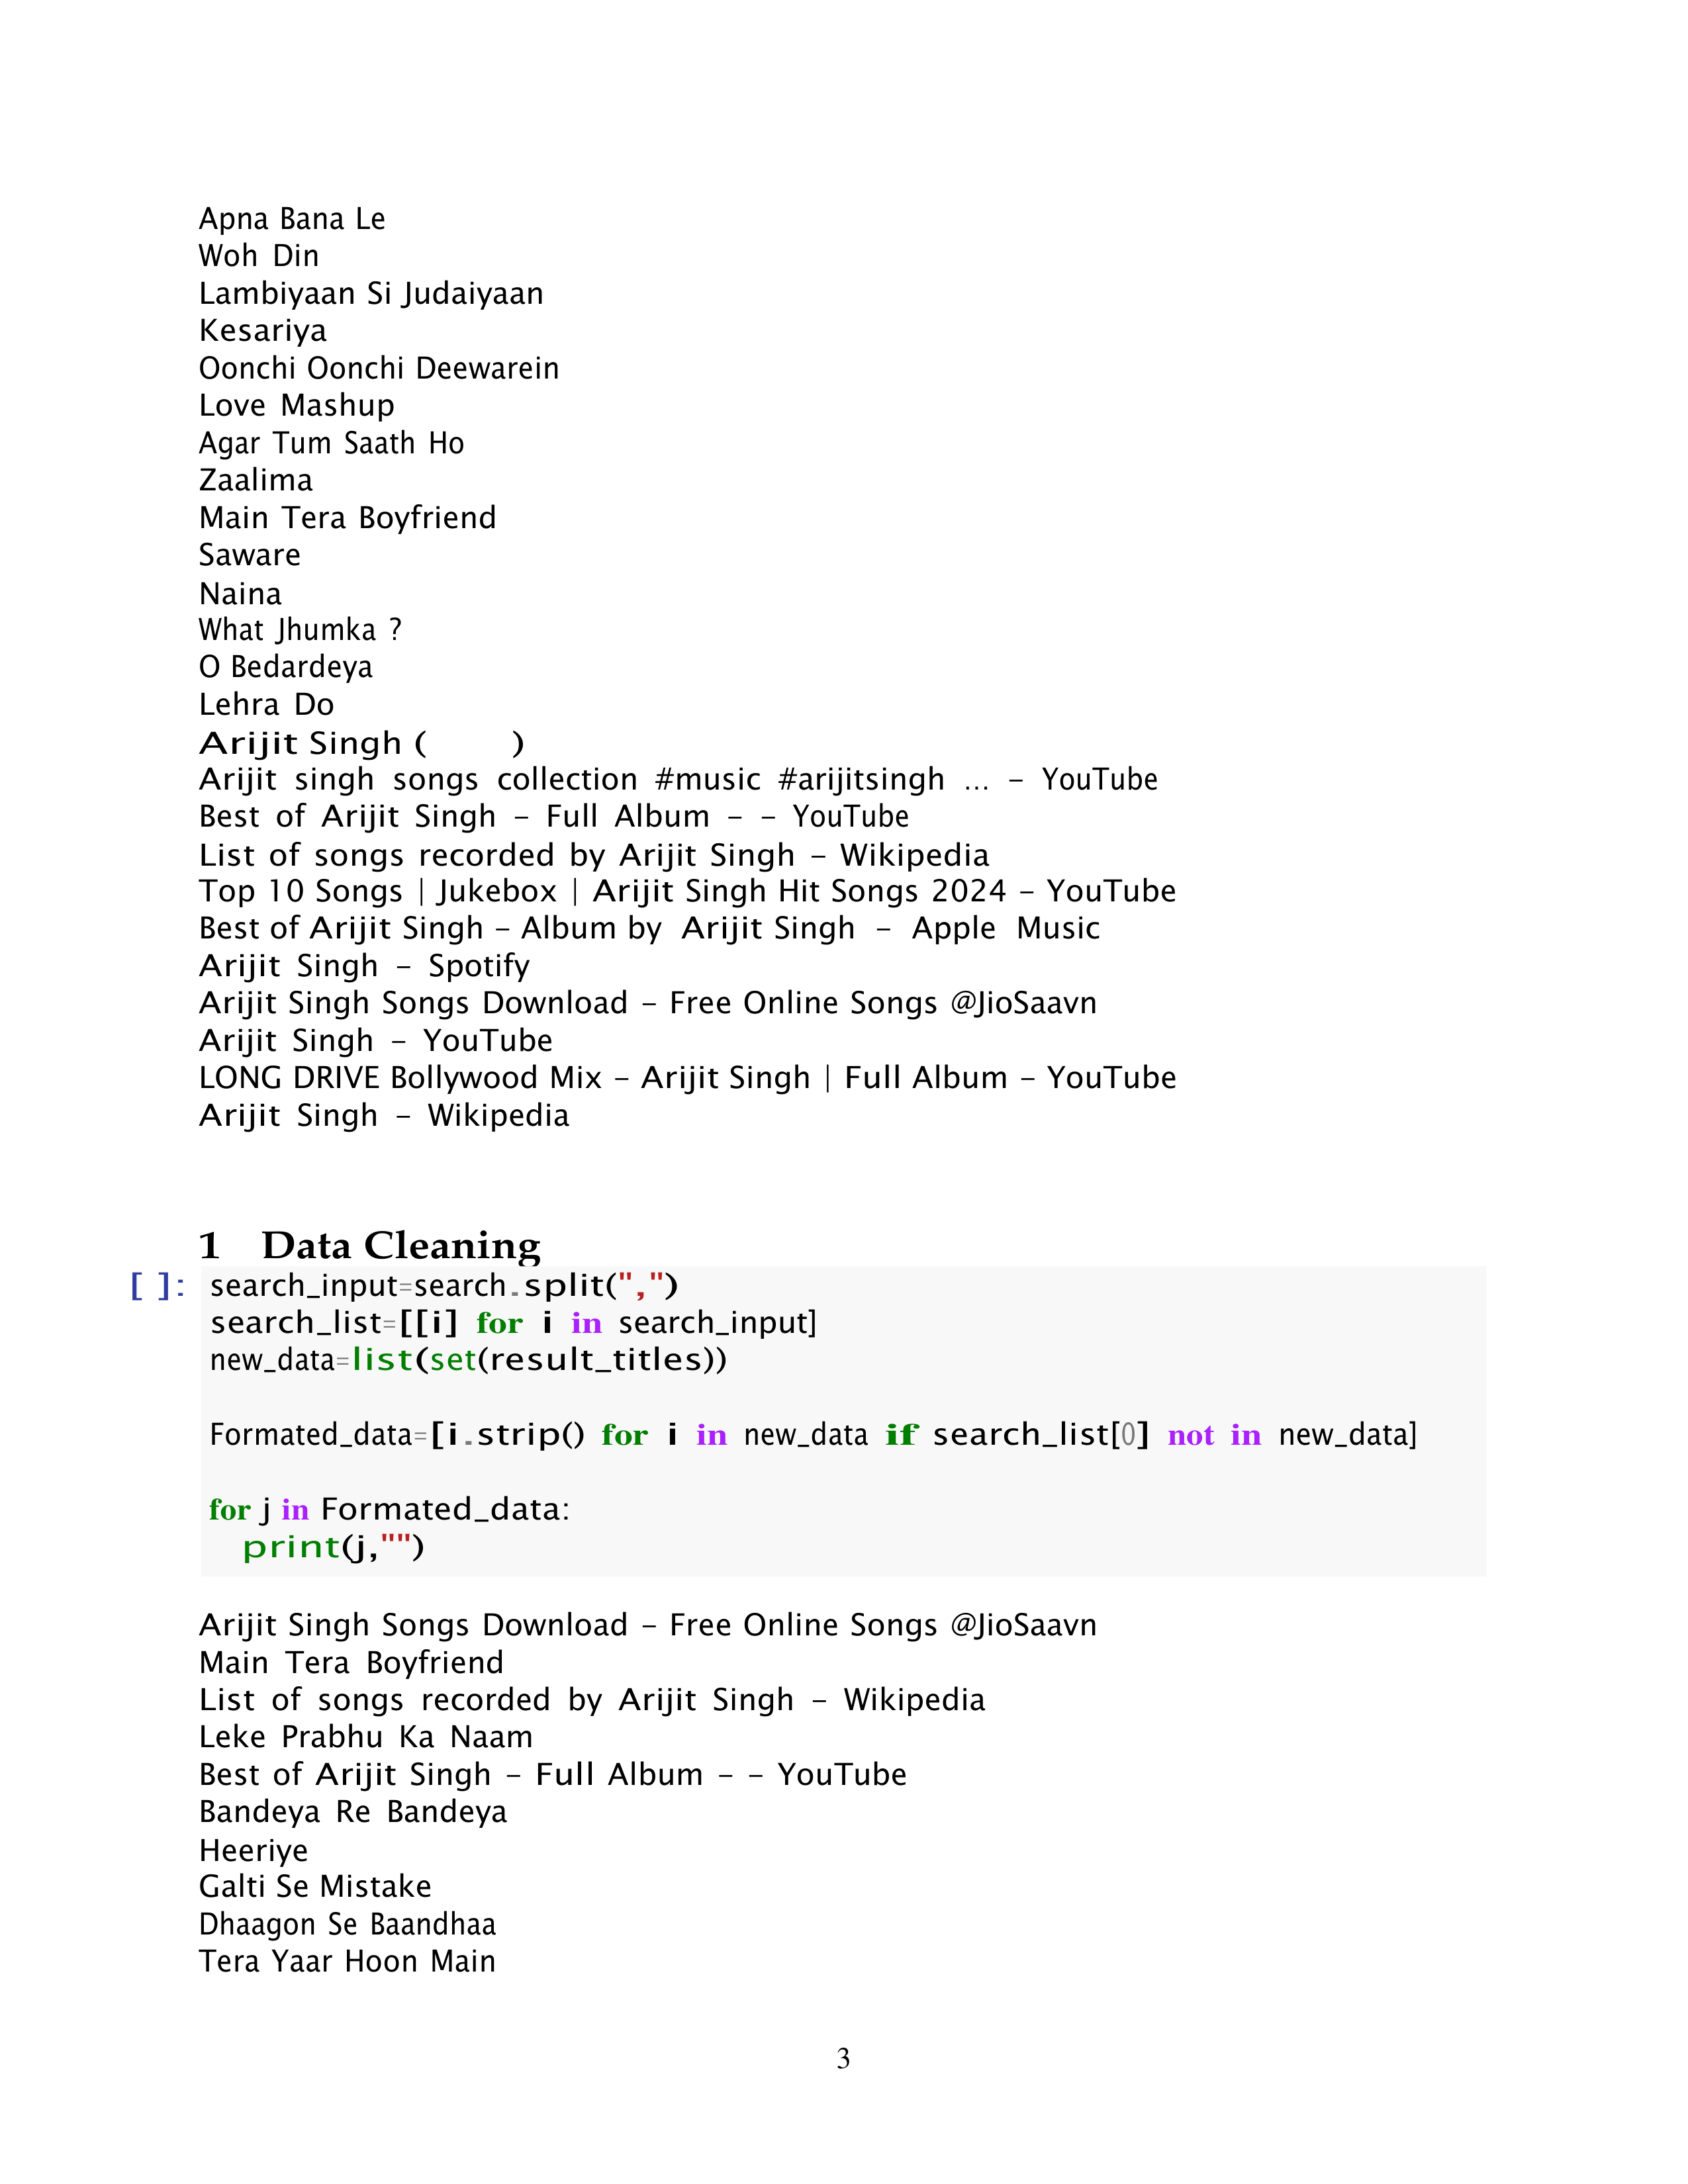 Apna Bana Le
Woh Din
Lambiyaan Si Judaiyaan
Kesariya
Oonchi Oonchi Deewarein
Love Mashup
Agar Tum Saath Ho
Zaalima
Main Tera Boyfriend
Saware
Naina
What Jhumka ?
O Bedardeya
Lehra Do
Arijit Singh ( )
Arijit singh songs collection #music #arijitsingh ... – YouTube
Best of Arijit Singh – Full Album – – YouTube
List of songs recorded by Arijit Singh – Wikipedia
Top 10 Songs | Jukebox | Arijit Singh Hit Songs 2024 – YouTube
Best of Arijit Singh – Album by Arijit Singh – Apple Music
Arijit Singh – Spotify
Arijit Singh Songs Download – Free Online Songs @JioSaavn
Arijit Singh – YouTube
LONG DRIVE Bollywood Mix – Arijit Singh | Full Album – YouTube
Arijit Singh – Wikipedia
1 Data Cleaning
[ ]: search_input=search.split(",")
search_list=[[i] for i in search_input]
new_data=list(set(result_titles))
Formated_data=[i.strip() for i in new_data if search_list[0] not in new_data]
for j in Formated_data:
print(j,"")
Arijit Singh Songs Download – Free Online Songs @JioSaavn
Main Tera Boyfriend
List of songs recorded by Arijit Singh – Wikipedia
Leke Prabhu Ka Naam
Best of Arijit Singh – Full Album – – YouTube
Bandeya Re Bandeya
Heeriye
Galti Se Mistake
Dhaagon Se Baandhaa
Tera Yaar Hoon Main
3